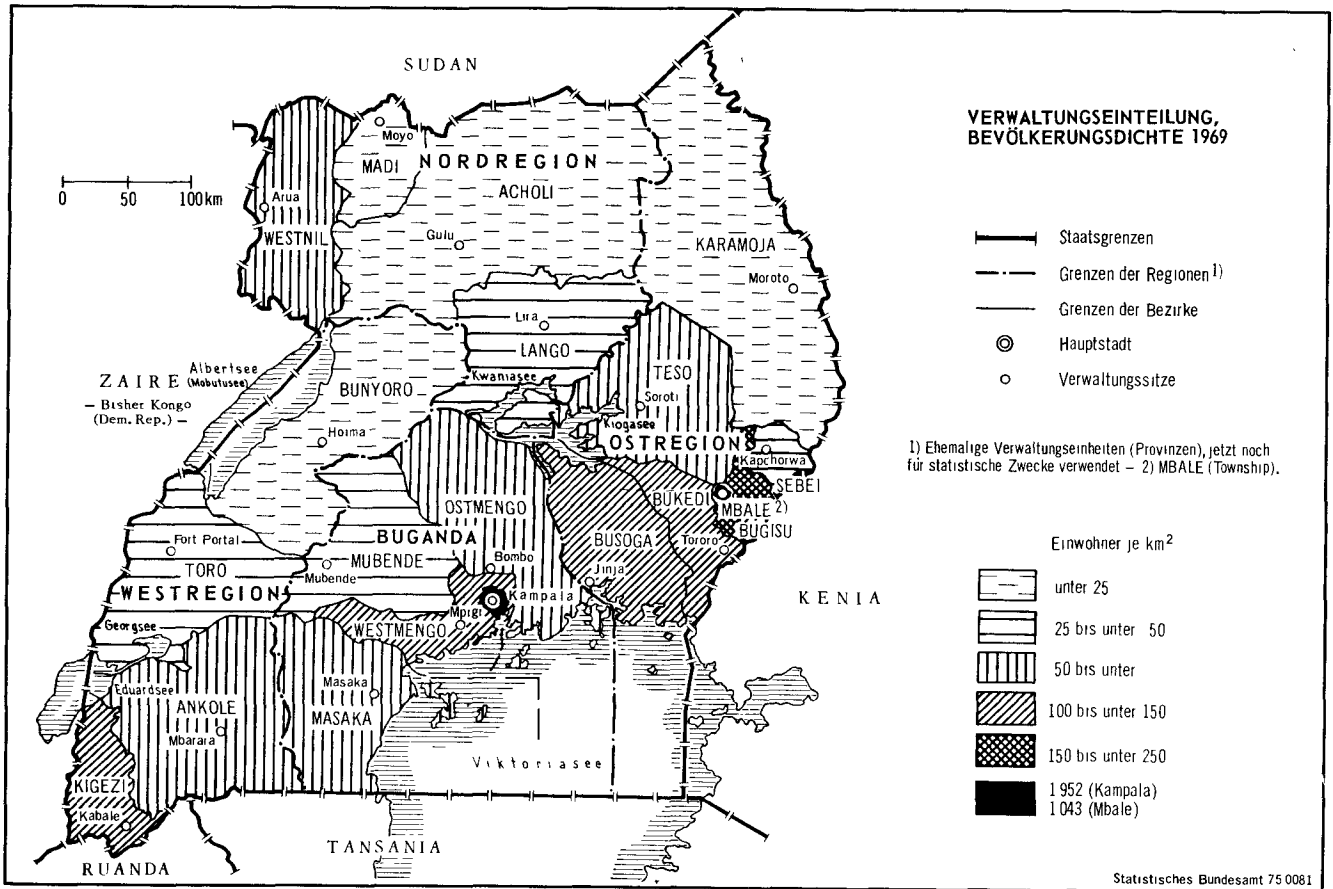 SUDAN
VERWALTUNGSEINTEILUNG,
BEVÖLKERUNGSDICHTE 1969
0 50 100km
Moyo
MADI
NORDREGION
ACHOLI
Arua
WESTNIL
Gulu
KARAMOJA
Moroto
Staatsgrenzen
Grenzen der Regionen 1)
Grenzen der Bezirke
Hauptstadt
Verwaltungssitze
Lira
LANGO
Kwaniasee
Albertsee
(Mobutusee)
ZAIRE
— Bisher Kongo
(Dem. Rep.) —
BUNYORO
Hoima
TESO
Soroti
Kiogasee
OSTREGION
Kapchorwa
SEBEI
1) Ehemalige Verwaltungseinheiten (Provinzen), jetzt noch
für statistische Zwecke verwendet – 2) MBALE (Township).
BUKEDI
MBALE 2)
BUGISU
Tororo
OSTMENGO
BUGANDA
MUBENDE
Mubende
Bombo
BUSOGA
Jinja
Kampala
Fort Portal
TORO
WESTREGION
Mpigi
WESTMENGO
KENIA
Georgsee
Eduardsee
ANKOLE
Mbarara
Masaka
MASAKA
Viktoriasee
KIGEZI
Kabale
RUANDA
TANSANIA
Einwohner je km²
unter 25
25 bis unter 50
50 bis unter
100 bis unter 150
150 bis unter 250
1 952 (Kampala)
1 043 (Mbale)
Statistisches Bundesamt 75 0081